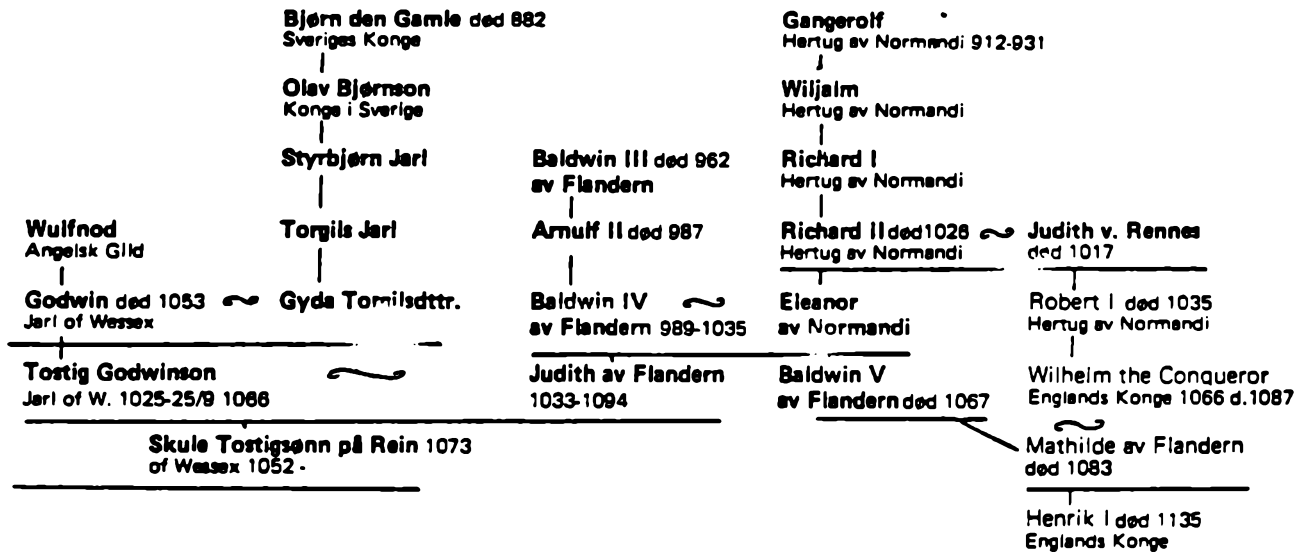 Bjørn den Gamle død 882
Sveriges Konge
Olav Bjørnson
Konge i Sverige
Styrbjørn Jarl
Torgils Jarl
Gyda Tornilsdttr.
Wulfnod
Angelsk Gild
Godwin død 1053
Jarl of Wessex
Tostig Godwinson
Jarl of W. 1025-25/9 1066
Baldwin III død 962
av Flandern
Arnulf II død 987
Baldwin IV
av Flandern 989-1035
Judith av Flandern
1033-1094
Skule Tostigsønn på Rein 1073
of Wessex 1052 -
Gangerolf
Hertug av Normandi 912-931
Wiljalm
Hertug av Normandi
Richard I
Hertug av Normandi
Richard II død 1026
Hertug av Normandi
Eleanor
av Normandi
Baldwin V
av Flandern død 1067
Judith v. Rennes
død 1017
Robert I død 1035
Hertug av Normandi
Wilhelm the Conqueror
Englands Konge 1066 d.1087
Mathilde av Flandern
død 1083
Henrik I død 1135
Englands Konge